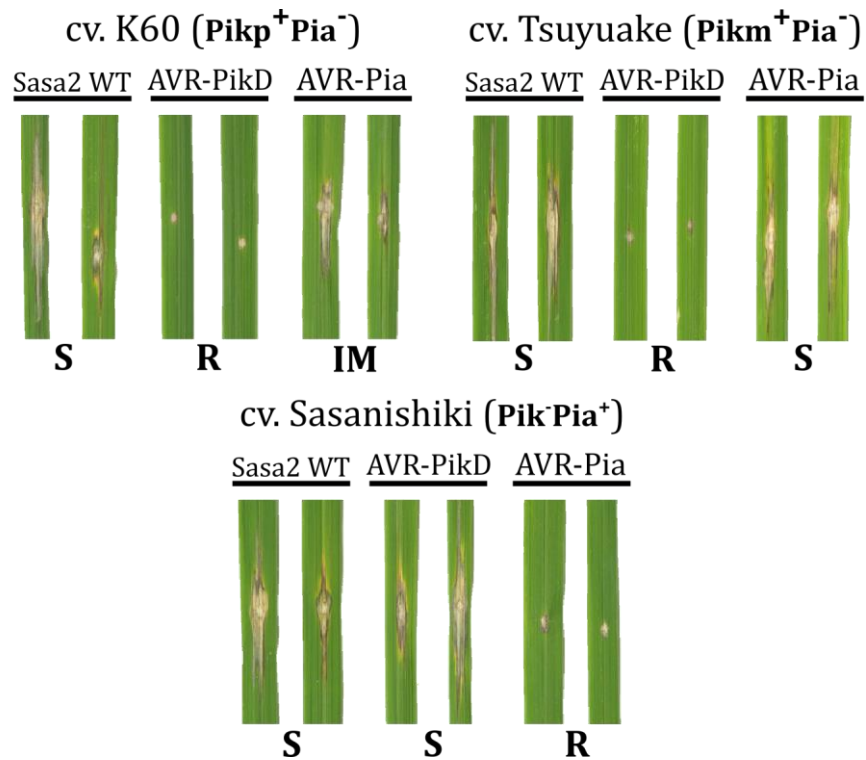 cv. K60 (Pikp⁺Pia⁻)
Sasa2 WT AVR-PikD AVR-Pia
S R IM
cv. Tsuyuake (Pikm⁺Pia⁻)
Sasa2 WT AVR-PikD AVR-Pia
S R S
cv. Sasanishiki (Pik⁻Pia⁺)
Sasa2 WT AVR-PikD AVR-Pia
S S R